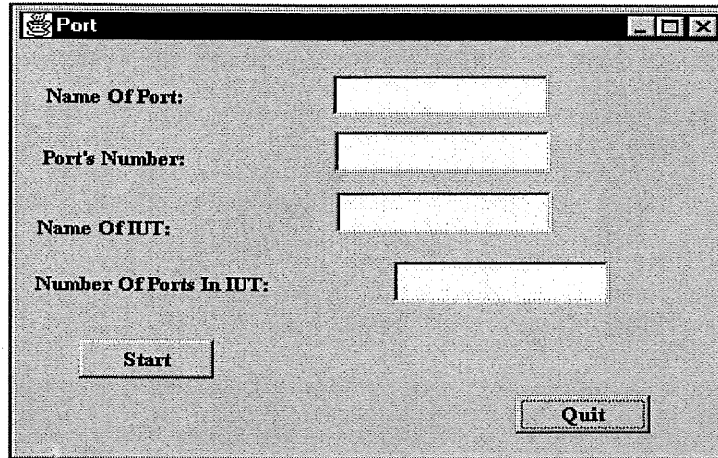 Port
Name Of Port:
Port's Number:
Name Of IUT:
Number Of Ports In IUT:
Start
Quit